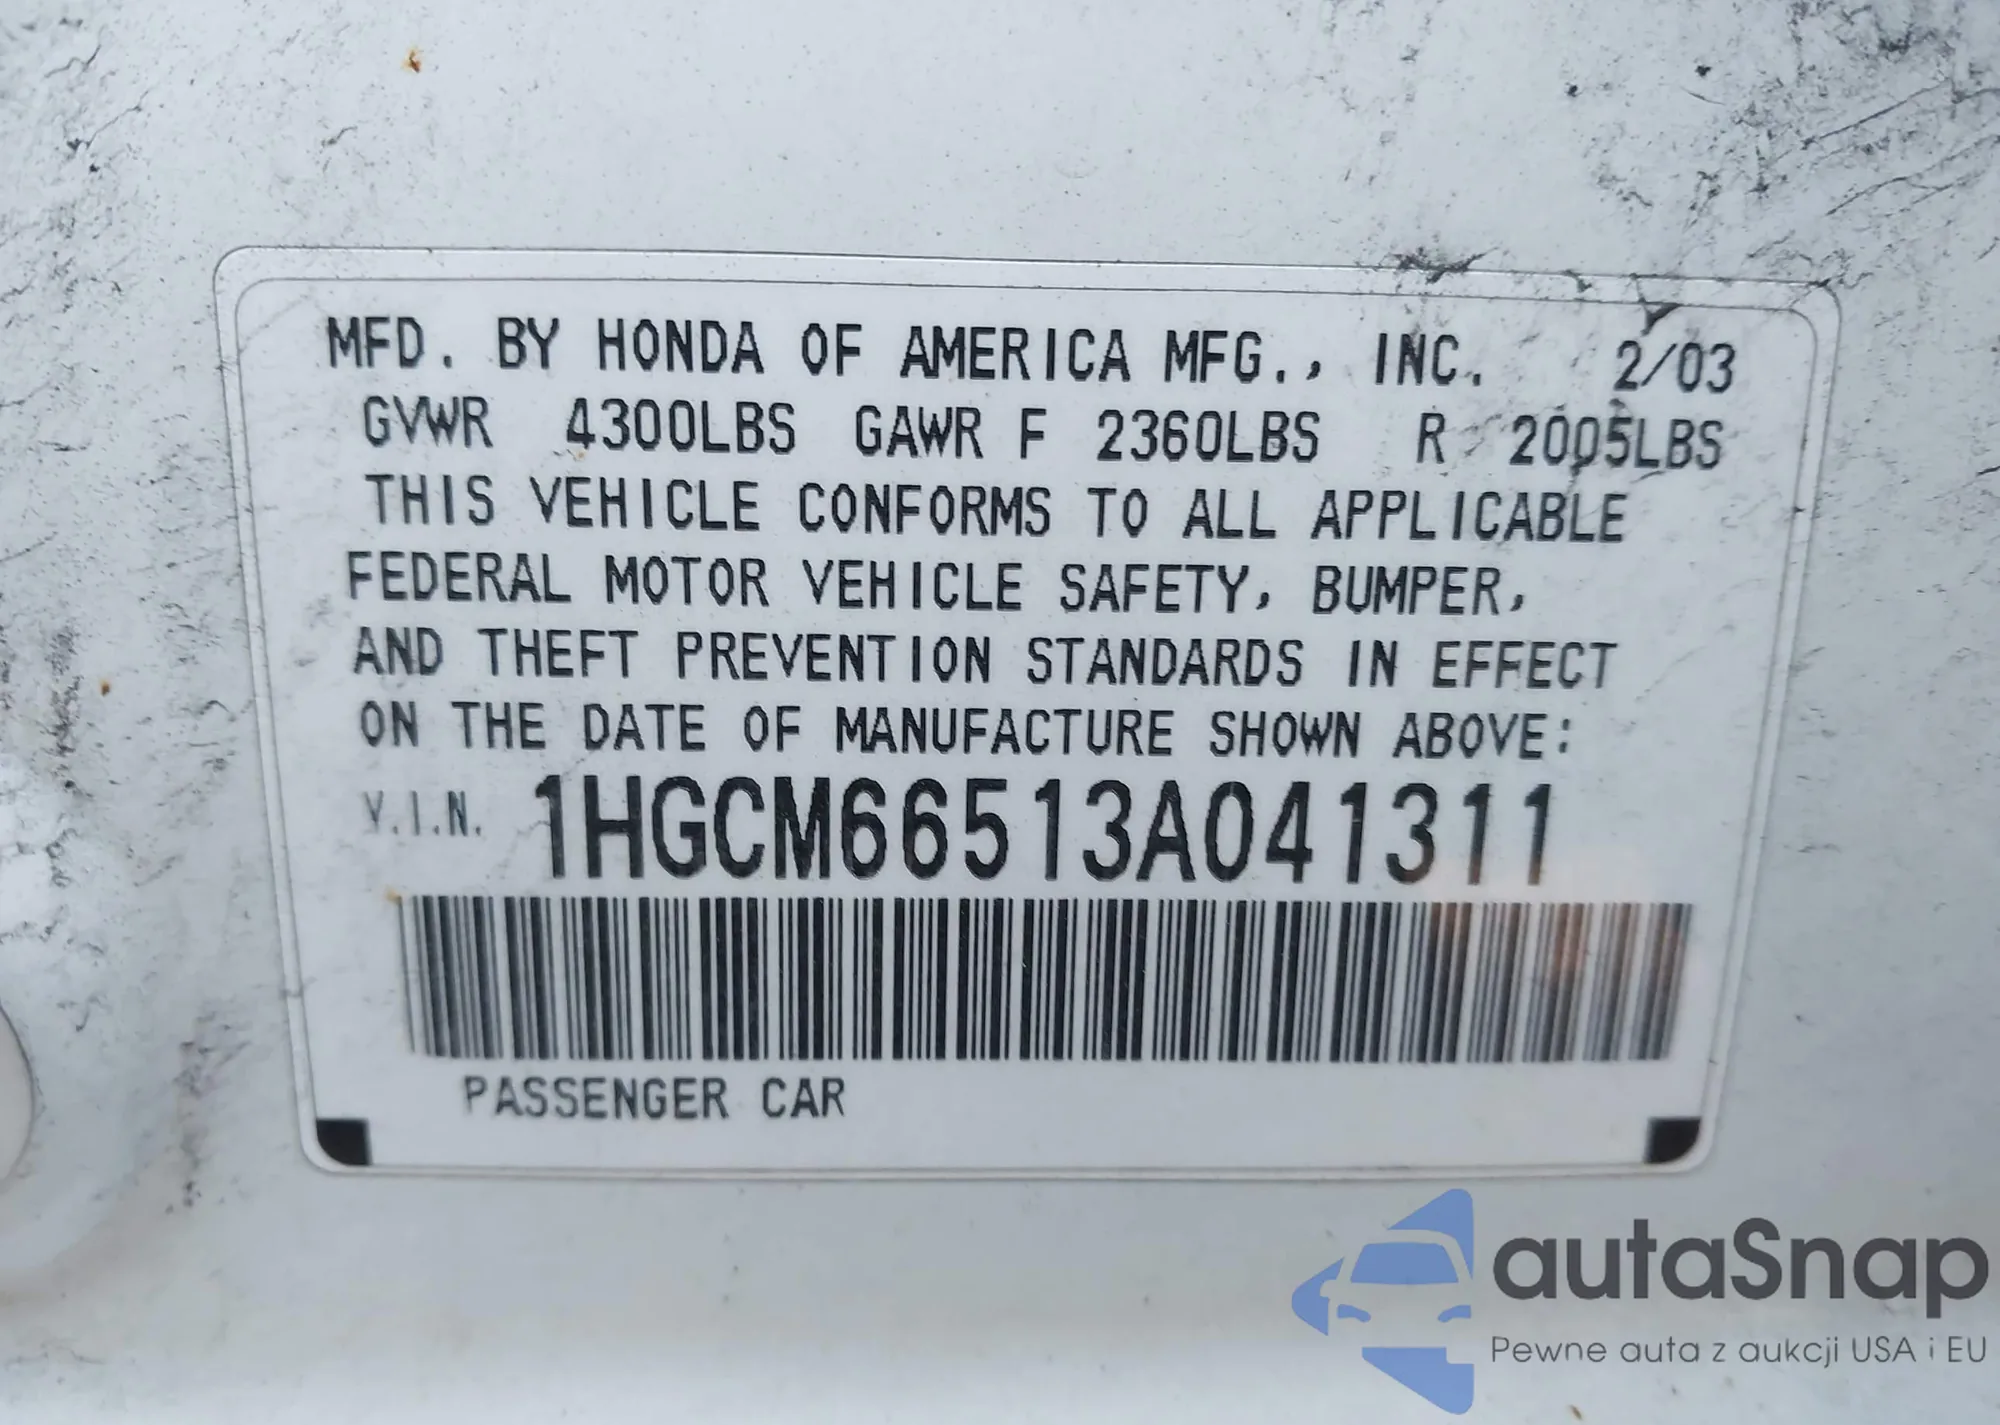 MFD. BY HONDA OF AMERICA MFG., INC. 2/03
GVWR 4300LBS GAWR F 2360LBS R 2005LBS
THIS VEHICLE CONFORMS TO ALL APPLICABLE
FEDERAL MOTOR VEHICLE SAFETY, BUMPER,
AND THEFT PREVENTION STANDARDS IN EFFECT
ON THE DATE OF MANUFACTURE SHOWN ABOVE:
V.I.N. 1HGCM66513A041311
PASSENGER CAR
autaSnap
Pewne auta z aukcji USA i EU